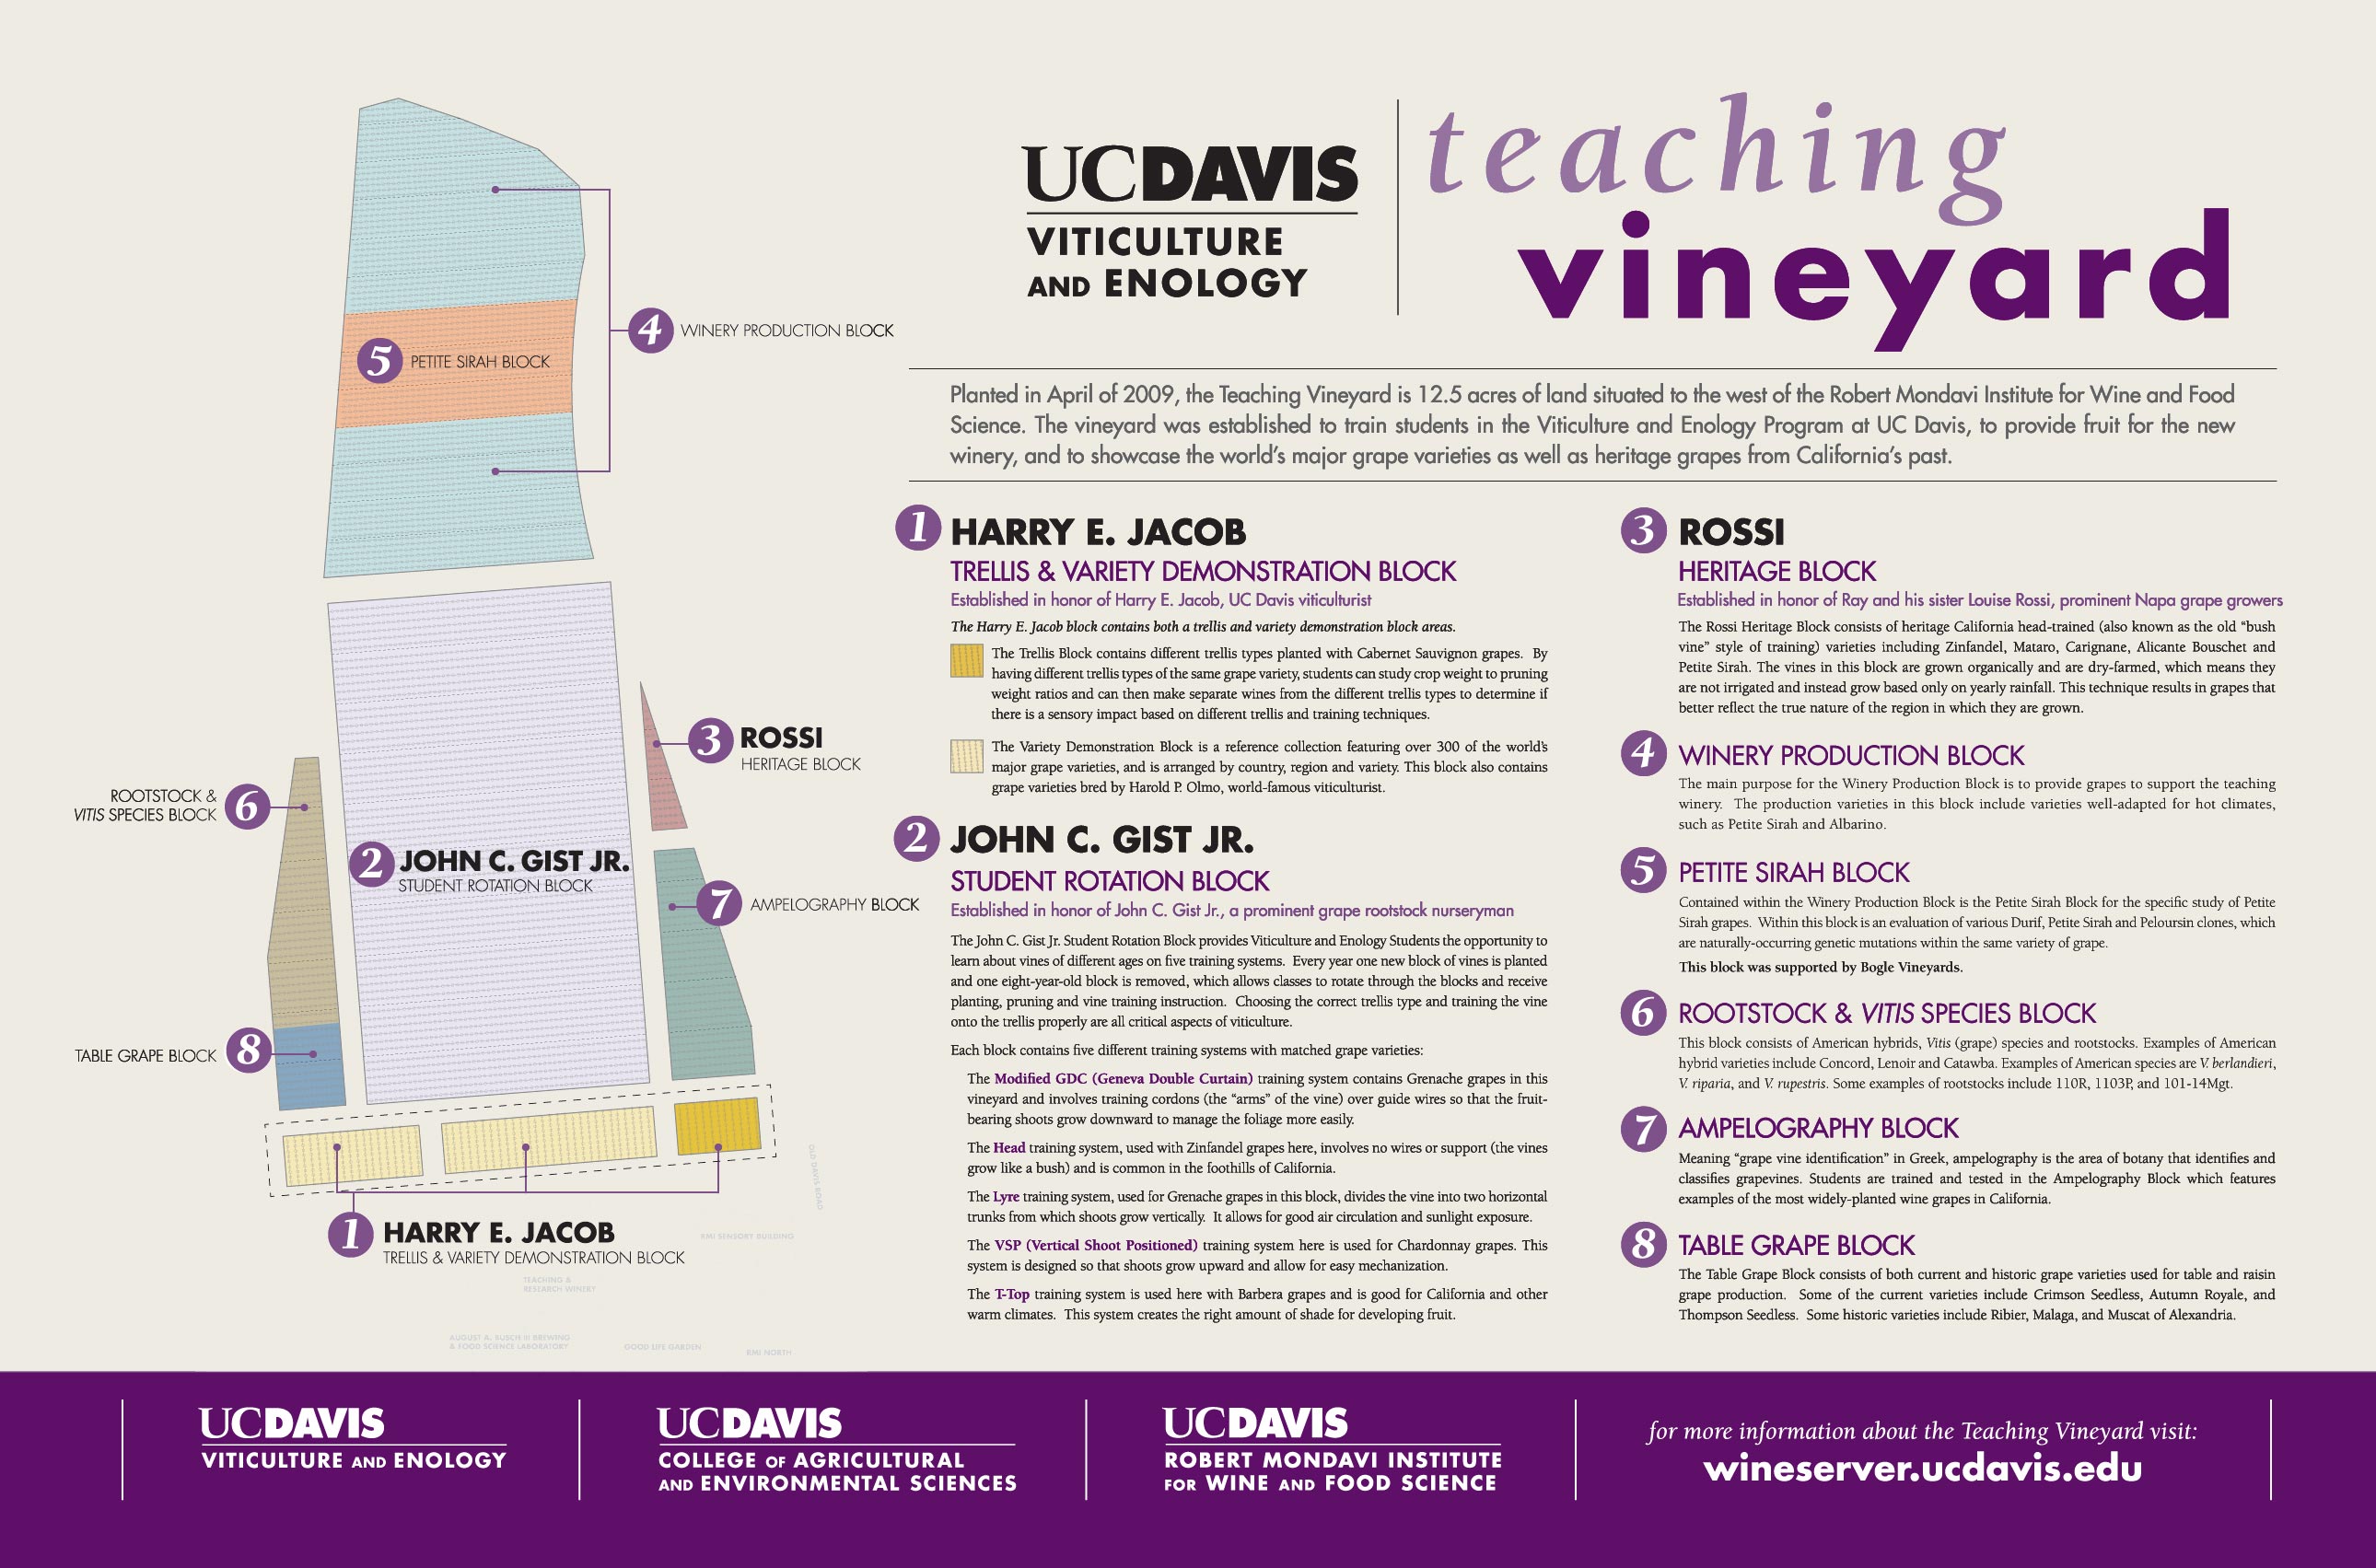 UCDAVIS
VITICULTURE
AND ENOLOGY
teaching
vineyard
Planted in April of 2009, the Teaching Vineyard is 12.5 acres of land situated to the west of the Robert Mondavi Institute for Wine and Food
Science. The vineyard was established to train students in the Viticulture and Enology Program at UC Davis, to provide fruit for the new
winery, and to showcase the world's major grape varieties as well as heritage grapes from California's past.
4 WINERY PRODUCTION BLOCK
5 PETITE SIRAH BLOCK
3 ROSSI
HERITAGE BLOCK
ROOTSTOCK &
VITIS SPECIES BLOCK
6
2 JOHN C. GIST JR.
STUDENT ROTATION BLOCK
7 AMPELOGRAPHY BLOCK
TABLE GRAPE BLOCK 8
1 HARRY E. JACOB
TRELLIS & VARIETY DEMONSTRATION BLOCK
OLD DAVIS ROAD
RMI SENSORY BUILDING
TEACHING &
RESEARCH WINERY
AUGUST A. BUSCH III BREWING
& FOOD SCIENCE LABORATORY
GOOD LIFE GARDEN
RMI NORTH
1 HARRY E. JACOB
TRELLIS & VARIETY DEMONSTRATION BLOCK
Established in honor of Harry E. Jacob, UC Davis viticulturist
The Harry E. Jacob block contains both a trellis and variety demonstration block areas.
The Trellis Block contains different trellis types planted with Cabernet Sauvignon grapes. By
having different trellis types of the same grape variety, students can study crop weight to pruning
weight ratios and can then make separate wines from the different trellis types to determine if
there is a sensory impact based on different trellis and training techniques.
The Variety Demonstration Block is a reference collection featuring over 300 of the world's
major grape varieties, and is arranged by country, region and variety. This block also contains
grape varieties bred by Harold P. Olmo, world-famous viticulturist.
2 JOHN C. GIST JR.
STUDENT ROTATION BLOCK
Established in honor of John C. Gist Jr., a prominent grape rootstock nurseryman
The John C. Gist Jr. Student Rotation Block provides Viticulture and Enology Students the opportunity to
learn about vines of different ages on five training systems. Every year one new block of vines is planted
and one eight-year-old block is removed, which allows classes to rotate through the blocks and receive
planting, pruning and vine training instruction. Choosing the correct trellis type and training the vine
onto the trellis properly are all critical aspects of viticulture.
Each block contains five different training systems with matched grape varieties:
The Modified GDC (Geneva Double Curtain) training system contains Grenache grapes in this
vineyard and involves training cordons (the "arms" of the vine) over guide wires so that the fruit-
bearing shoots grow downward to manage the foliage more easily.
The Head training system, used with Zinfandel grapes here, involves no wires or support (the vines
grow like a bush) and is common in the foothills of California.
The Lyre training system, used for Grenache grapes in this block, divides the vine into two horizontal
trunks from which shoots grow vertically. It allows for good air circulation and sunlight exposure.
The VSP (Vertical Shoot Positioned) training system here is used for Chardonnay grapes. This
system is designed so that shoots grow upward and allow for easy mechanization.
The T-Top training system is used here with Barbera grapes and is good for California and other
warm climates. This system creates the right amount of shade for developing fruit.
3 ROSSI
HERITAGE BLOCK
Established in honor of Ray and his sister Louise Rossi, prominent Napa grape growers
The Rossi Heritage Block consists of heritage California head-trained (also known as the old "bush
vine" style of training) varieties including Zinfandel, Mataro, Carignane, Alicante Bouschet and
Petite Sirah. The vines in this block are grown organically and are dry-farmed, which means they
are not irrigated and instead grow based only on yearly rainfall. This technique results in grapes that
better reflect the true nature of the region in which they are grown.
4 WINERY PRODUCTION BLOCK
The main purpose for the Winery Production Block is to provide grapes to support the teaching
winery. The production varieties in this block include varieties well-adapted for hot climates,
such as Petite Sirah and Albarino.
5 PETITE SIRAH BLOCK
Contained within the Winery Production Block is the Petite Sirah Block for the specific study of Petite
Sirah grapes. Within this block is an evaluation of various Durif, Petite Sirah and Peloursin clones, which
are naturally-occurring genetic mutations within the same variety of grape.
This block was supported by Bogle Vineyards.
6 ROOTSTOCK & VITIS SPECIES BLOCK
This block consists of American hybrids, Vitis (grape) species and rootstocks. Examples of American
hybrid varieties include Concord, Lenoir and Catawba. Examples of American species are V. berlandieri,
V. riparia, and V. rupestris. Some examples of rootstocks include 110R, 1103P, and 101-14Mgt.
7 AMPELOGRAPHY BLOCK
Meaning "grape vine identification" in Greek, ampelography is the area of botany that identifies and
classifies grapevines. Students are trained and tested in the Ampelography Block which features
examples of the most widely-planted wine grapes in California.
8 TABLE GRAPE BLOCK
The Table Grape Block consists of both current and historic grape varieties used for table and raisin
grape production. Some of the current varieties include Crimson Seedless, Autumn Royale, and
Thompson Seedless. Some historic varieties include Ribier, Malaga, and Muscat of Alexandria.
UCDAVIS
VITICULTURE AND ENOLOGY
UCDAVIS
COLLEGE OF AGRICULTURAL
AND ENVIRONMENTAL SCIENCES
UCDAVIS
ROBERT MONDAVI INSTITUTE
FOR WINE AND FOOD SCIENCE
for more information about the Teaching Vineyard visit:
wineserver.ucdavis.edu